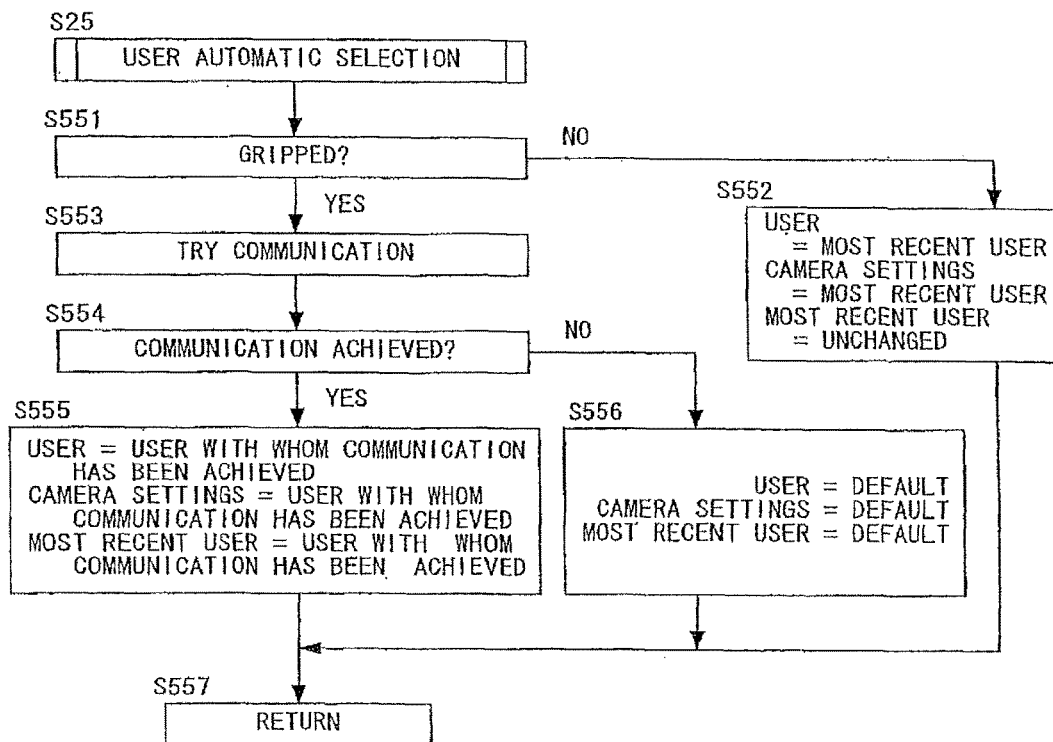 S25
USER AUTOMATIC SELECTION
S551
GRIPPED?
NO
YES
S552
USER
= MOST RECENT USER
CAMERA SETTINGS
= MOST RECENT USER
MOST RECENT USER
= UNCHANGED
S553
TRY COMMUNICATION
S554
COMMUNICATION ACHIEVED?
NO
YES
S555
USER = USER WITH WHOM COMMUNICATION
HAS BEEN ACHIEVED
CAMERA SETTINGS = USER WITH WHOM
COMMUNICATION HAS BEEN ACHIEVED
MOST RECENT USER = USER WITH WHOM
COMMUNICATION HAS BEEN ACHIEVED
S556
USER = DEFAULT
CAMERA SETTINGS = DEFAULT
MOST RECENT USER = DEFAULT
S557
RETURN